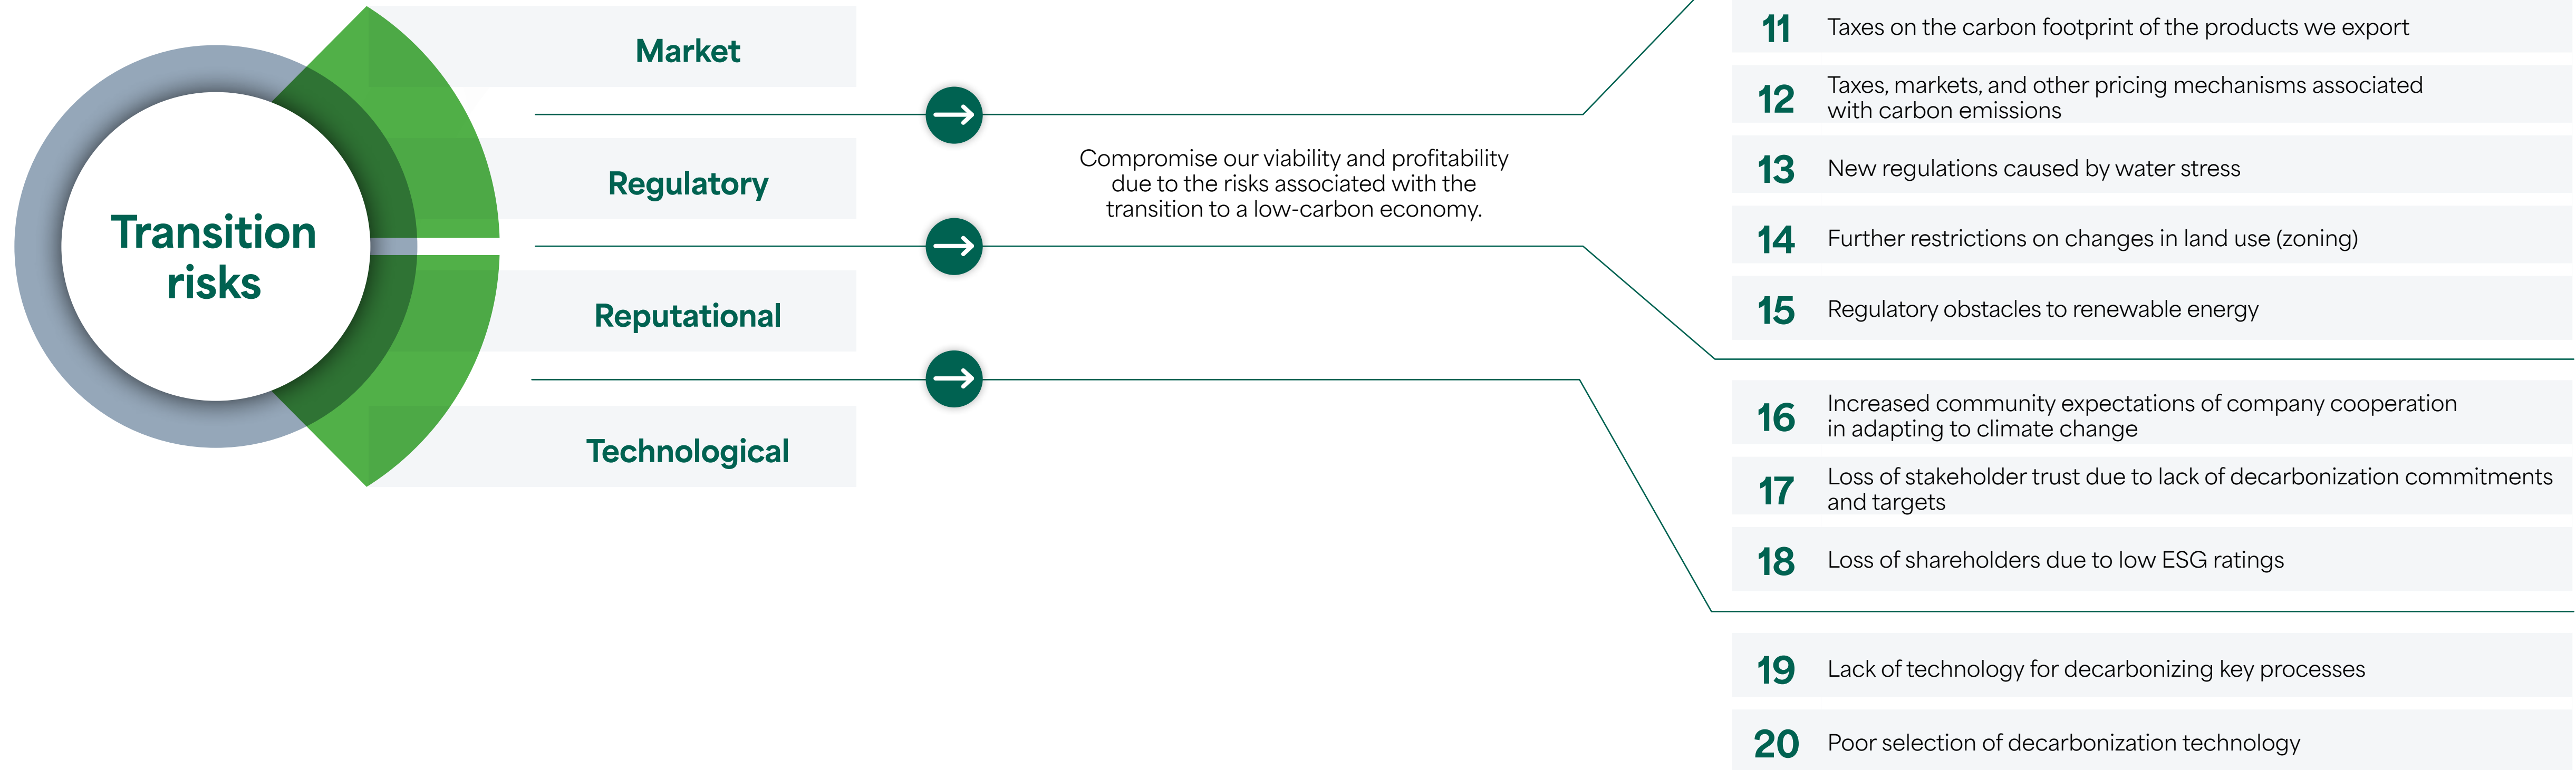 Transition
risks
Market
Regulatory
Reputational
Technological
Compromise our viability and profitability
due to the risks associated with the
transition to a low-carbon economy.
11 Taxes on the carbon footprint of the products we export
12 Taxes, markets, and other pricing mechanisms associated
with carbon emissions
13 New regulations caused by water stress
14 Further restrictions on changes in land use (zoning)
15 Regulatory obstacles to renewable energy
16 Increased community expectations of company cooperation
in adapting to climate change
17 Loss of stakeholder trust due to lack of decarbonization commitments
and targets
18 Loss of shareholders due to low ESG ratings
19 Lack of technology for decarbonizing key processes
20 Poor selection of decarbonization technology